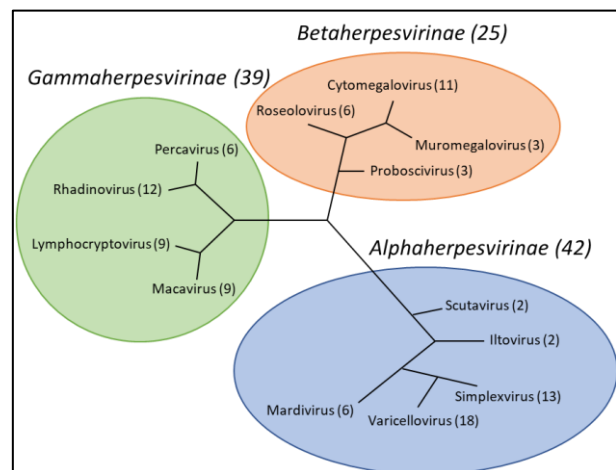 Betaherpesvirinae (25)
Gammaherpesvirinae (39)
Cytomegalovirus (11)
Roseolovirus (6)
Muromegalovirus (3)
Percavirus (6)
Proboscivirus (3)
Rhadinovirus (12)
Lymphocryptovirus (9)
Macavirus (9)
Alphaherpesvirinae (42)
Scutavirus (2)
Iltovirus (2)
Simplexvirus (13)
Mardivirus (6)
Varicellovirus (18)